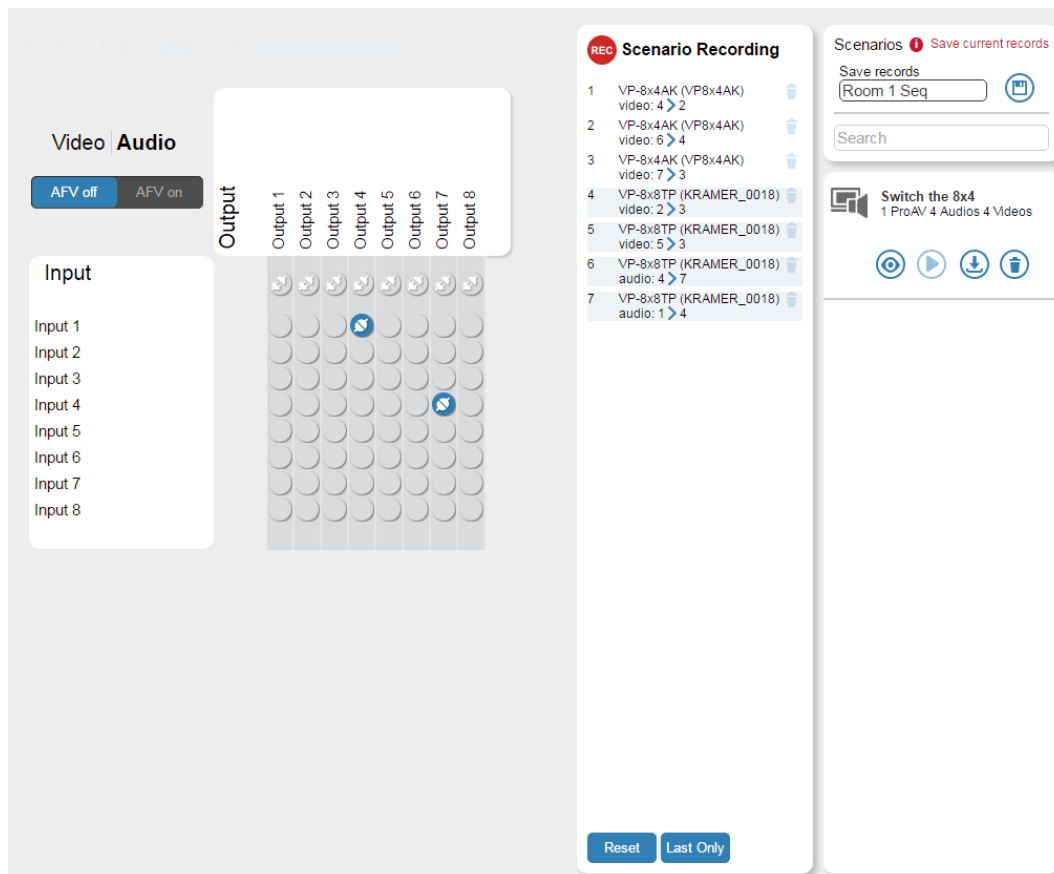 Video Audio
AFV off AFV on
Output
Output 1
Output 2
Output 3
Output 4
Output 5
Output 6
Output 7
Output 8
Input
Input 1
Input 2
Input 3
Input 4
Input 5
Input 6
Input 7
Input 8
REC Scenario Recording
1 VP-8x4AK (VP8x4AK)
video: 4 > 2
2 VP-8x4AK (VP8x4AK)
video: 6 > 4
3 VP-8x4AK (VP8x4AK)
video: 7 > 3
4 VP-8x8TP (KRAMER_0018)
video: 2 > 3
5 VP-8x8TP (KRAMER_0018)
video: 5 > 3
6 VP-8x8TP (KRAMER_0018)
audio: 4 > 7
7 VP-8x8TP (KRAMER_0018)
audio: 1 > 4
Reset Last Only
Scenarios Save current records
Save records
Room 1 Seq
Search
Switch the 8x4
1 ProAV 4 Audios 4 Videos